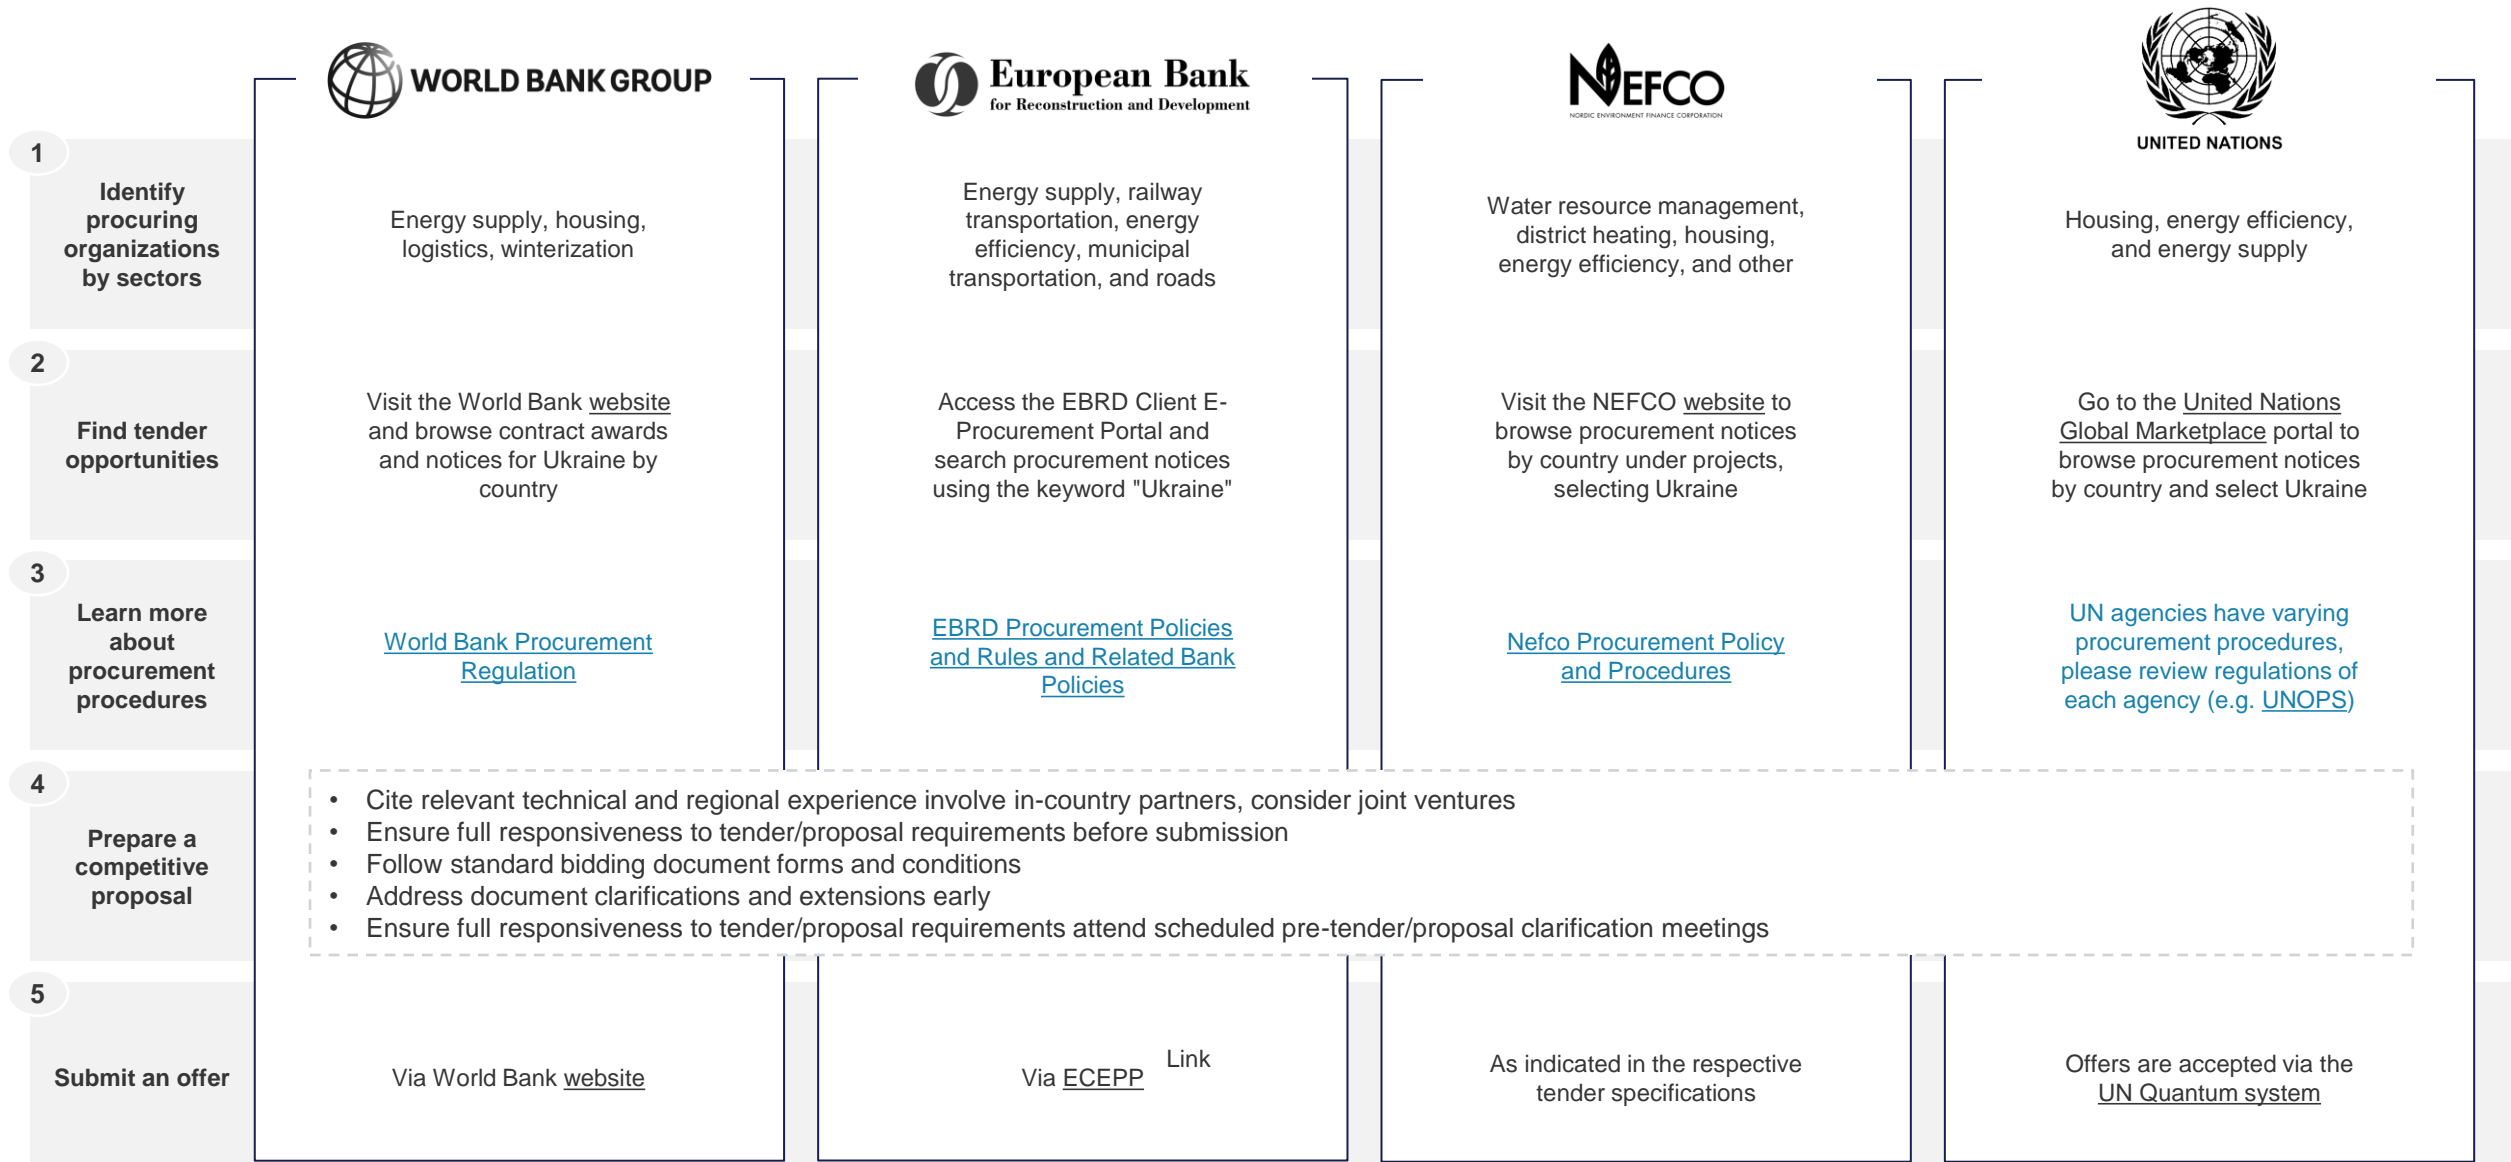 WORLD BANK GROUP
European Bank
for Reconstruction and Development
NEFCO
NORDIC ENVIRONMENT FINANCE CORPORATION
UNITED NATIONS
1
Identify
procuring
organizations
by sectors
Energy supply, housing,
logistics, winterization
Energy supply, railway
transportation, energy
efficiency, municipal
transportation, and roads
Water resource management,
district heating, housing,
energy efficiency, and other
Housing, energy efficiency,
and energy supply
2
Find tender
opportunities
Visit the World Bank website
and browse contract awards
and notices for Ukraine by
country
Access the EBRD Client E-
Procurement Portal and
search procurement notices
using the keyword "Ukraine"
Visit the NEFCO website to
browse procurement notices
by country under projects,
selecting Ukraine
Go to the United Nations
Global Marketplace portal to
browse procurement notices
by country and select Ukraine
3
Learn more
about
procurement
procedures
World Bank Procurement
Regulation
EBRD Procurement Policies
and Rules and Related Bank
Policies
Nefco Procurement Policy
and Procedures
UN agencies have varying
procurement procedures,
please review regulations of
each agency (e.g. UNOPS)
4
Prepare a
competitive
proposal
• Cite relevant technical and regional experience involve in-country partners, consider joint ventures
• Ensure full responsiveness to tender/proposal requirements before submission
• Follow standard bidding document forms and conditions
• Address document clarifications and extensions early
• Ensure full responsiveness to tender/proposal requirements attend scheduled pre-tender/proposal clarification meetings
5
Submit an offer
Via World Bank website
Via ECEPP
Link
As indicated in the respective
tender specifications
Offers are accepted via the
UN Quantum system